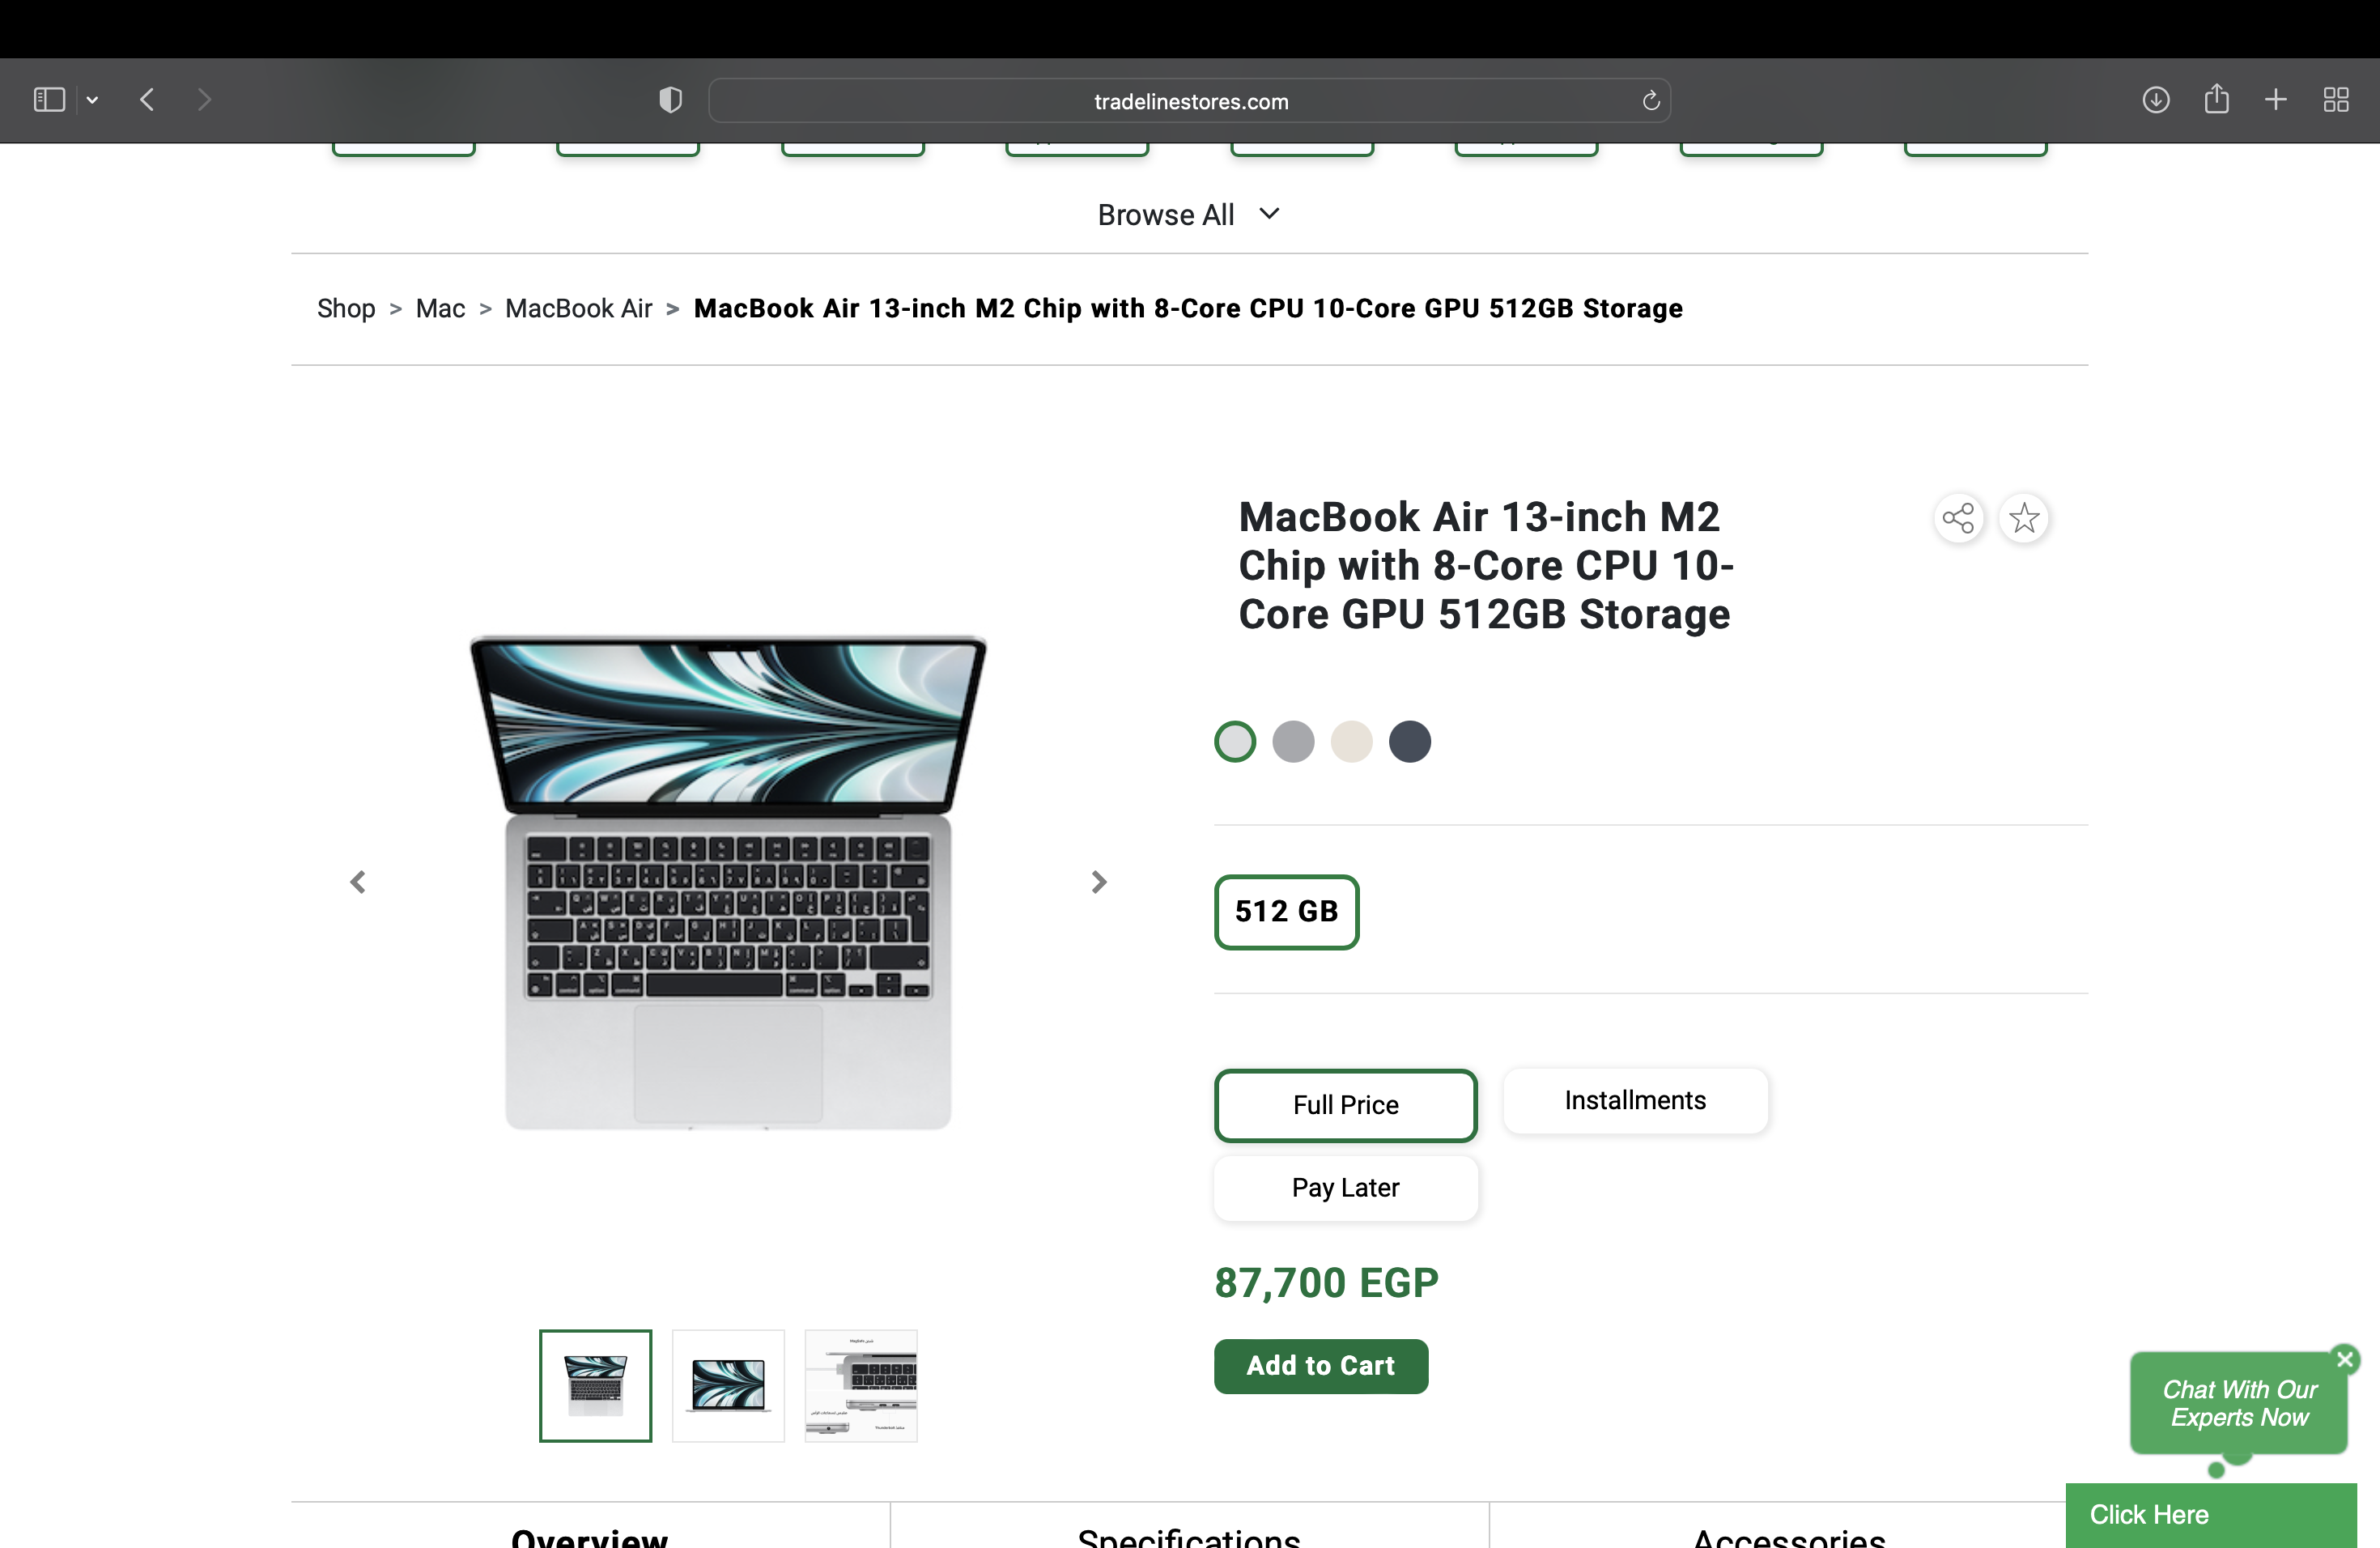 tradelinestores.com
Browse All
Shop > Mac > MacBook Air > MacBook Air 13-inch M2 Chip with 8-Core CPU 10-Core GPU 512GB Storage
MacBook Air 13-inch M2
Chip with 8-Core CPU 10-
Core GPU 512GB Storage
512 GB
Full Price
Installments
Pay Later
87,700 EGP
Add to Cart
Chat With Our
Experts Now
Click Here
Overview
Specifications
Accessories